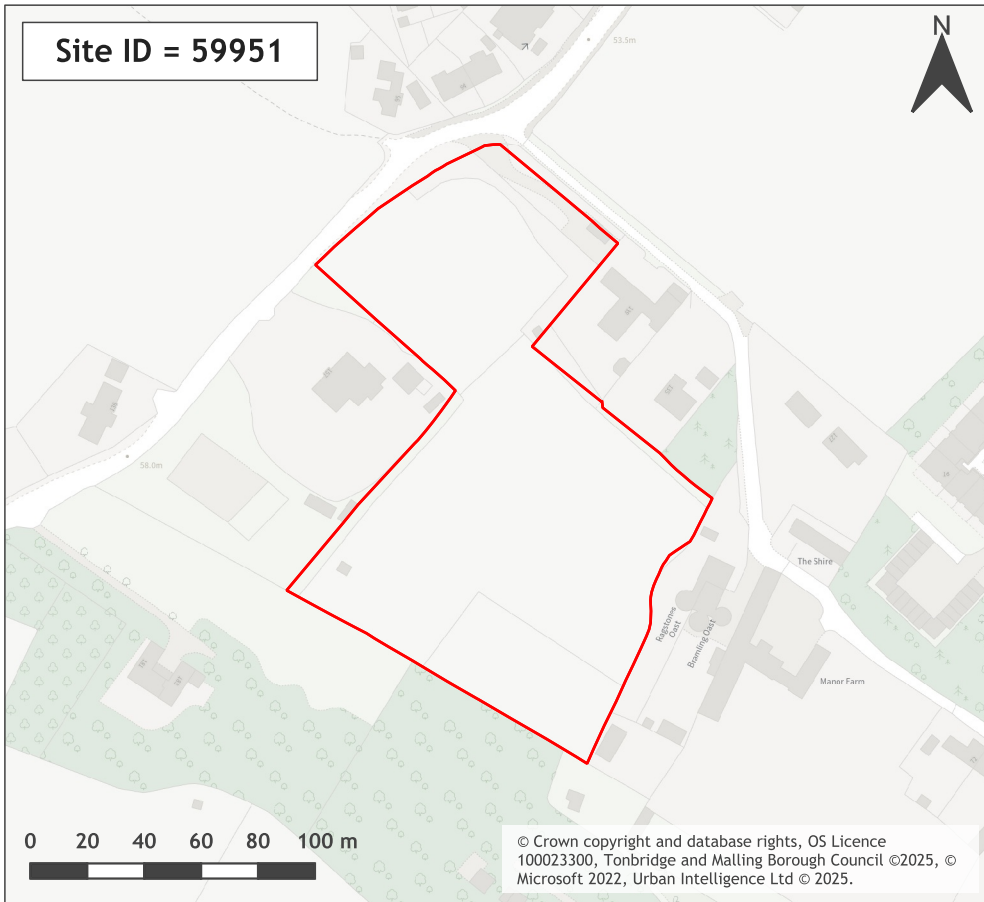 Site ID = 59951
N
53.5m
58.0m
The Shire
Ragstones
Oast
Bramling Oast
Manor Farm
0 20 40 60 80 100 m
© Crown copyright and database rights, OS Licence
100023300, Tonbridge and Malling Borough Council ©2025, ©
Microsoft 2022, Urban Intelligence Ltd © 2025.